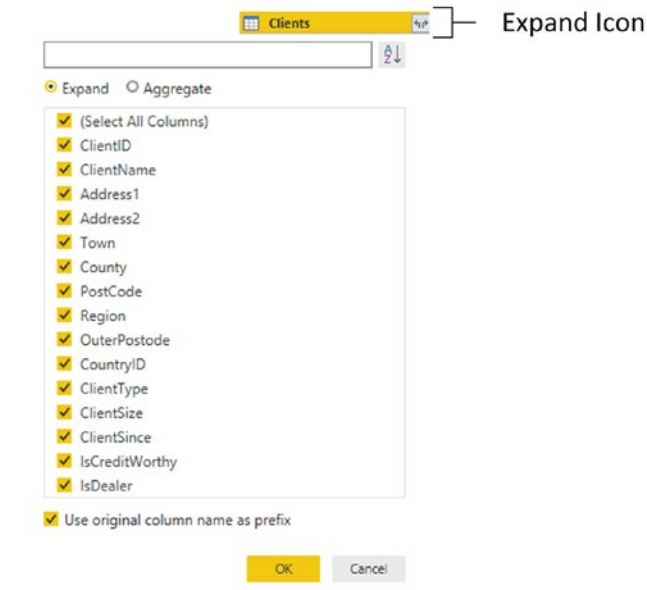 Clients
Expand Icon
A
Z
Expand
Aggregate
(Select All Columns)
ClientID
ClientName
Address1
Address2
Town
County
PostCode
Region
OuterPostode
CountryID
ClientType
ClientSize
ClientSince
IsCreditWorthy
IsDealer
Use original column name as prefix
OK
Cancel